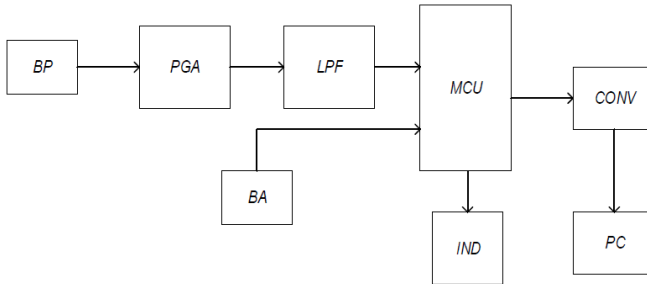 BP
PGA
LPF
MCU
CONV
BA
IND
PC